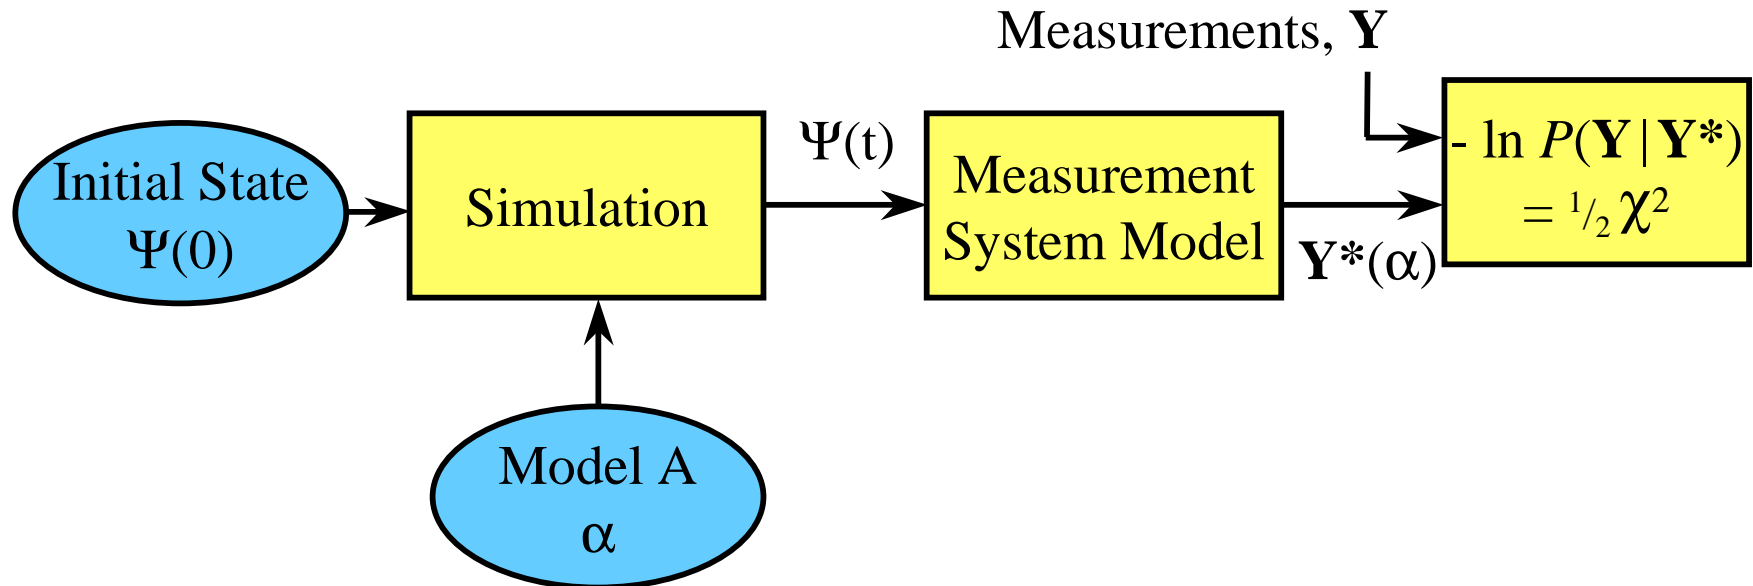 Measurements, Y
Initial State
Ψ(0)
Simulation
Ψ(t)
Measurement
System Model
Y*(α)
- ln P(Y|Y*)
= 1/2 χ2
Model A
α